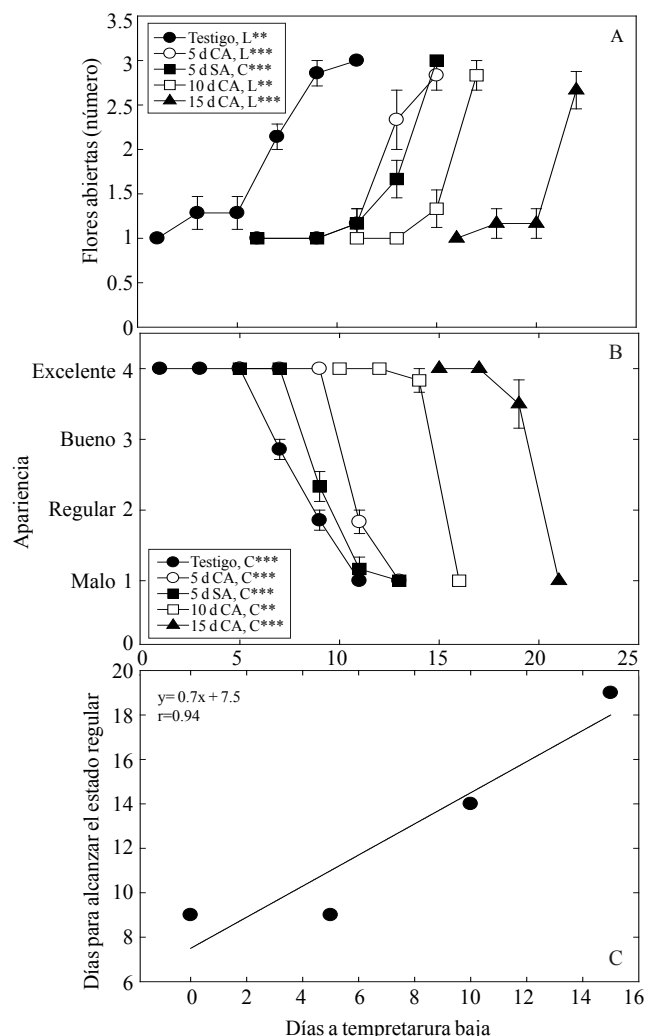 A
Testigo, L**
5 d CA, L***
5 d SA, C***
10 d CA, L**
15 d CA, L***
3.5
3
2.5
2
1.5
1
0.5
0
Flores abiertas (número)
B
Excelente 4
Bueno 3
Regular 2
Malo 1
0
Apariencia
Testigo, C***
5 d CA, C***
5 d SA, C***
10 d CA, C**
15 d CA, C***
0 5 10 15 20 25
20
18
16
14
12
10
8
6
y= 0.7x + 7.5
r=0.94
Días para alcanzar el estado regular
C
0 2 4 6 8 10 12 14 16
Días a tempretarura baja